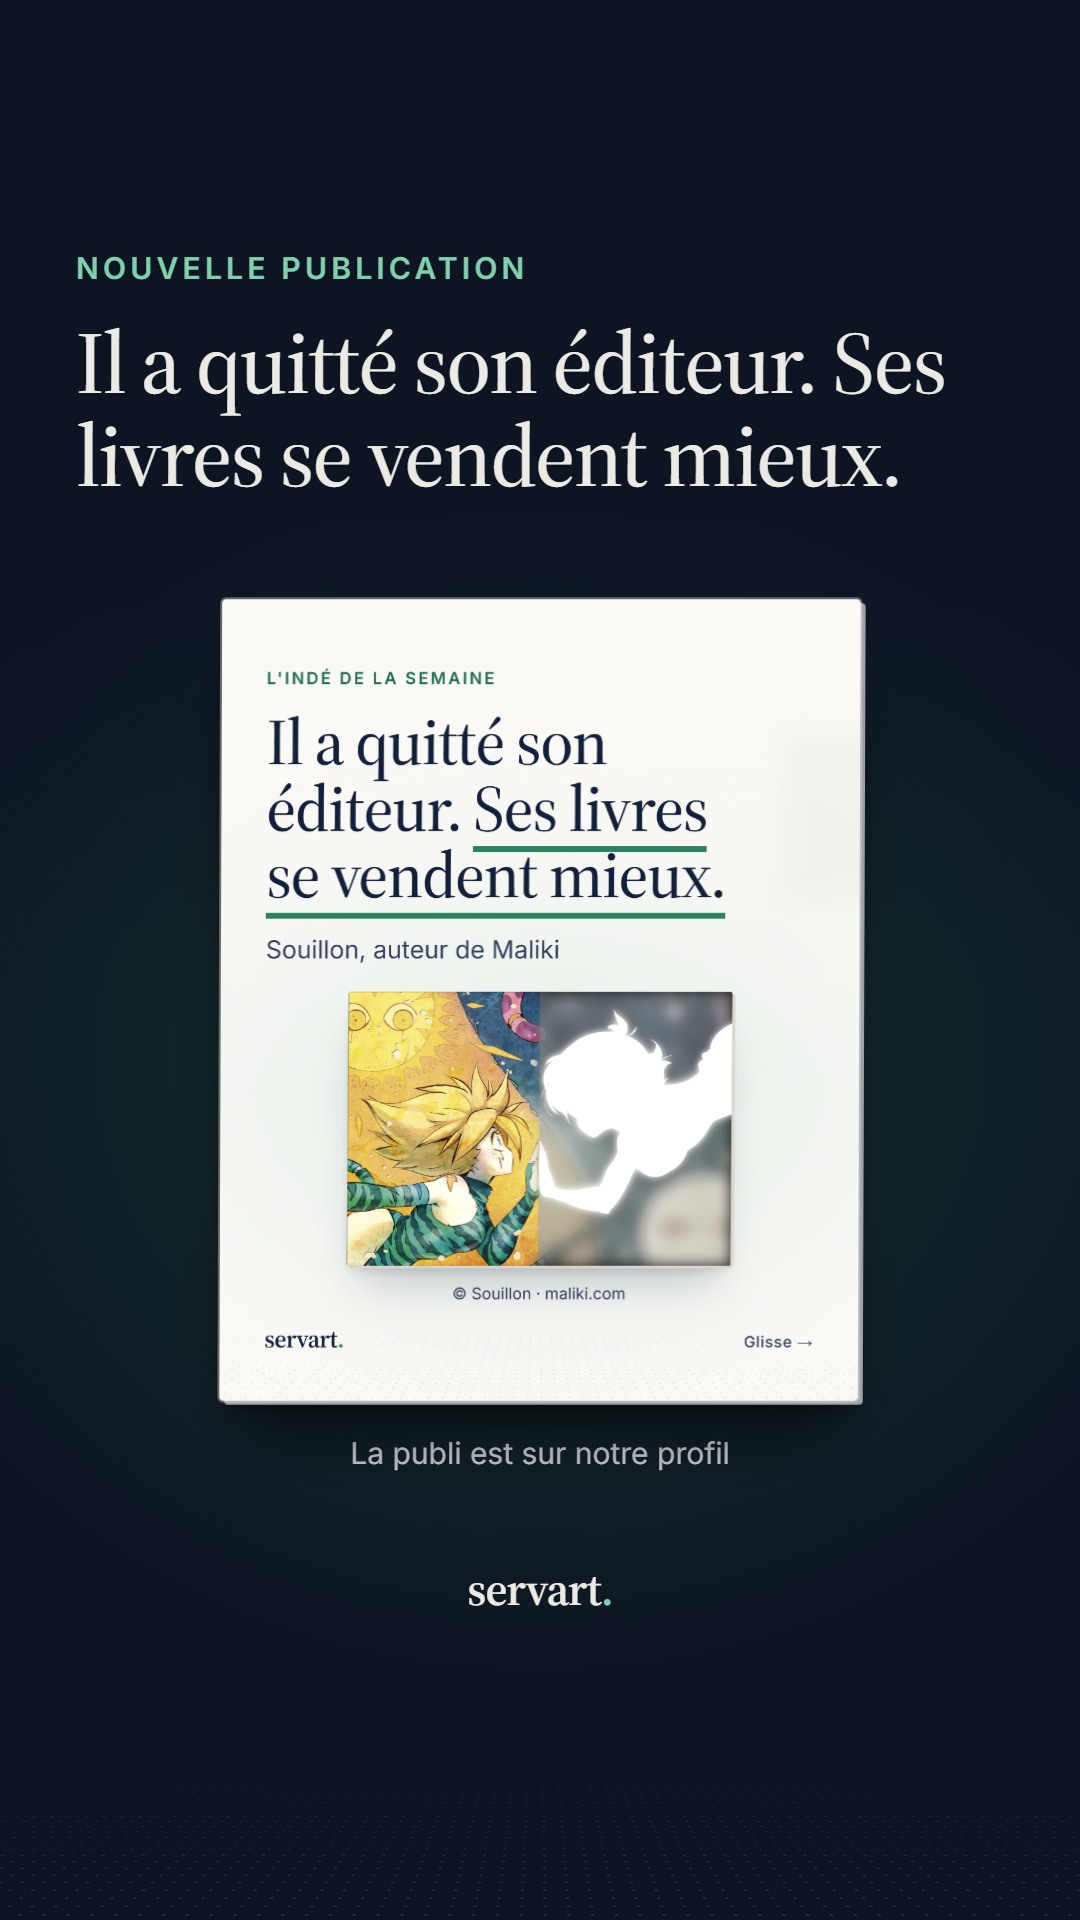 NOUVELLE PUBLICATION
Il a quitté son éditeur. Ses
livres se vendent mieux.
L'INDÉ DE LA SEMAINE
Il a quitté son
éditeur. Ses livres
se vendent mieux.
Souillon, auteur de Maliki
© Souillon · maliki.com
servart.
Glisse →
La publi est sur notre profil
servart.